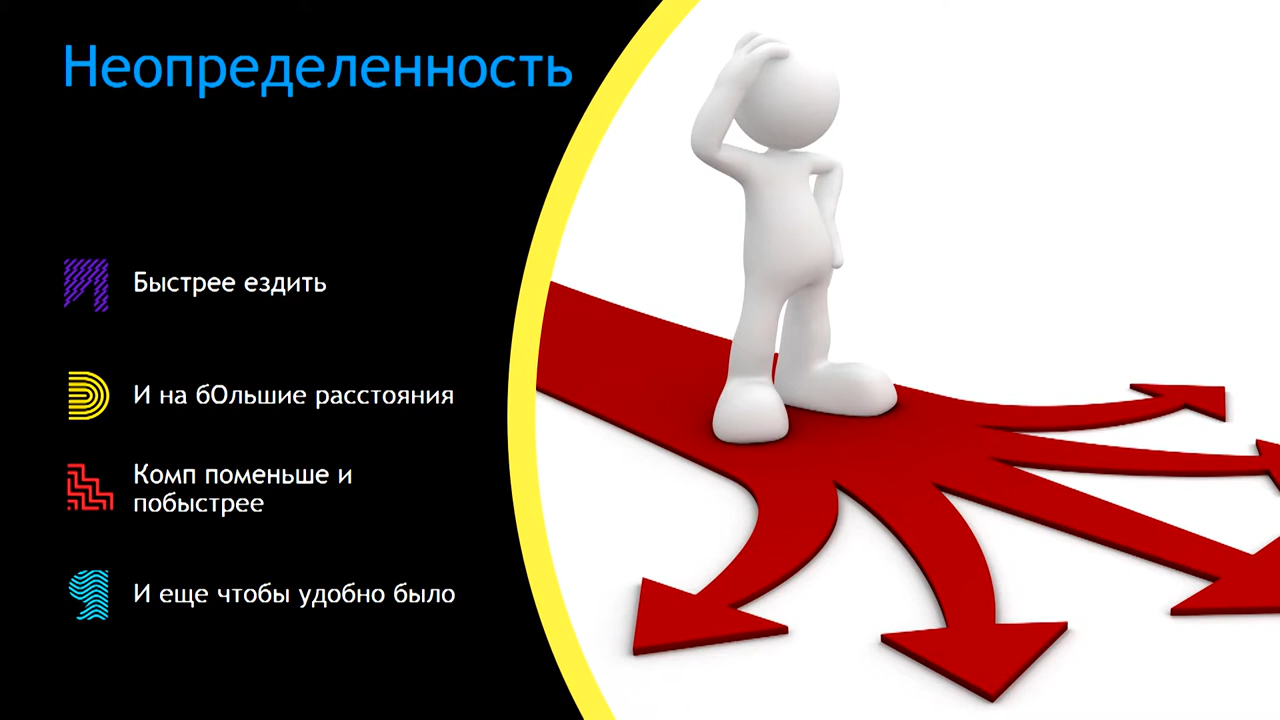 Неопределенность
Быстрее ездить
И на бОльшие расстояния
Комп поменьше и
побыстрее
И еще чтобы удобно было